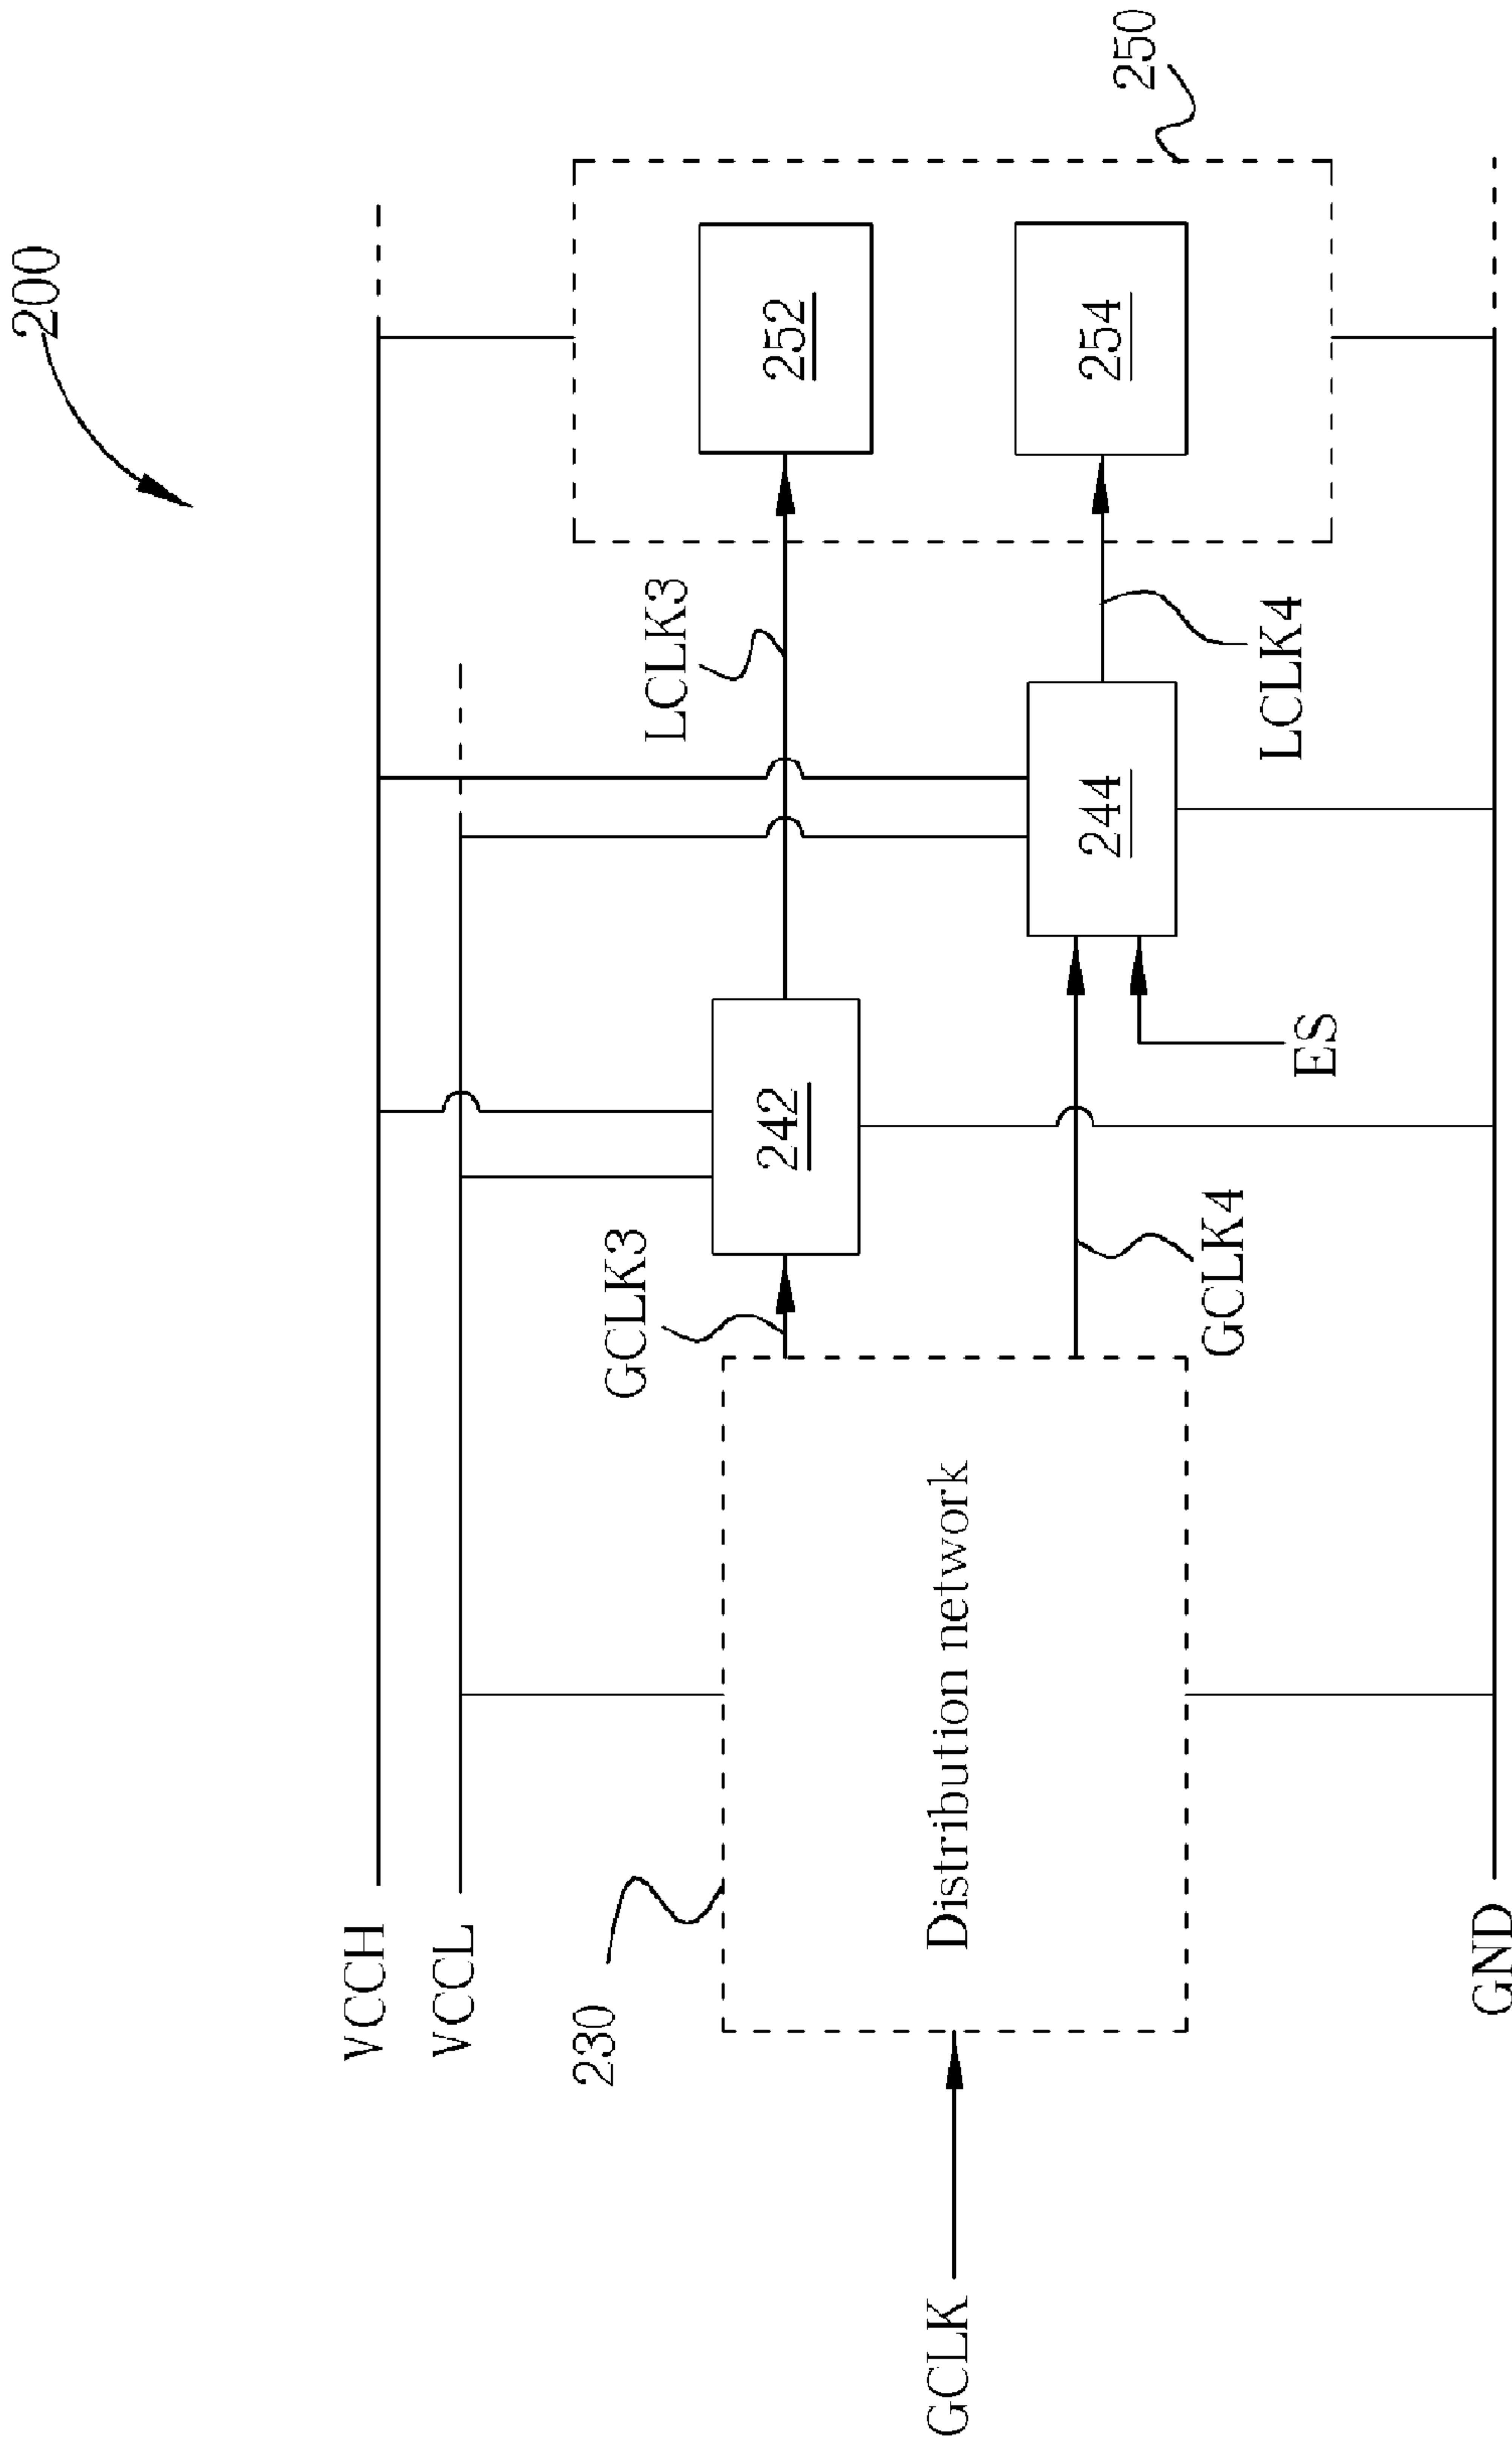 200
VCCH
VCCL
230
GCLK3
LCLK3
250
242
252
GCLK
Distribution network
244
254
GCLK4
ES
LCLK4
GND